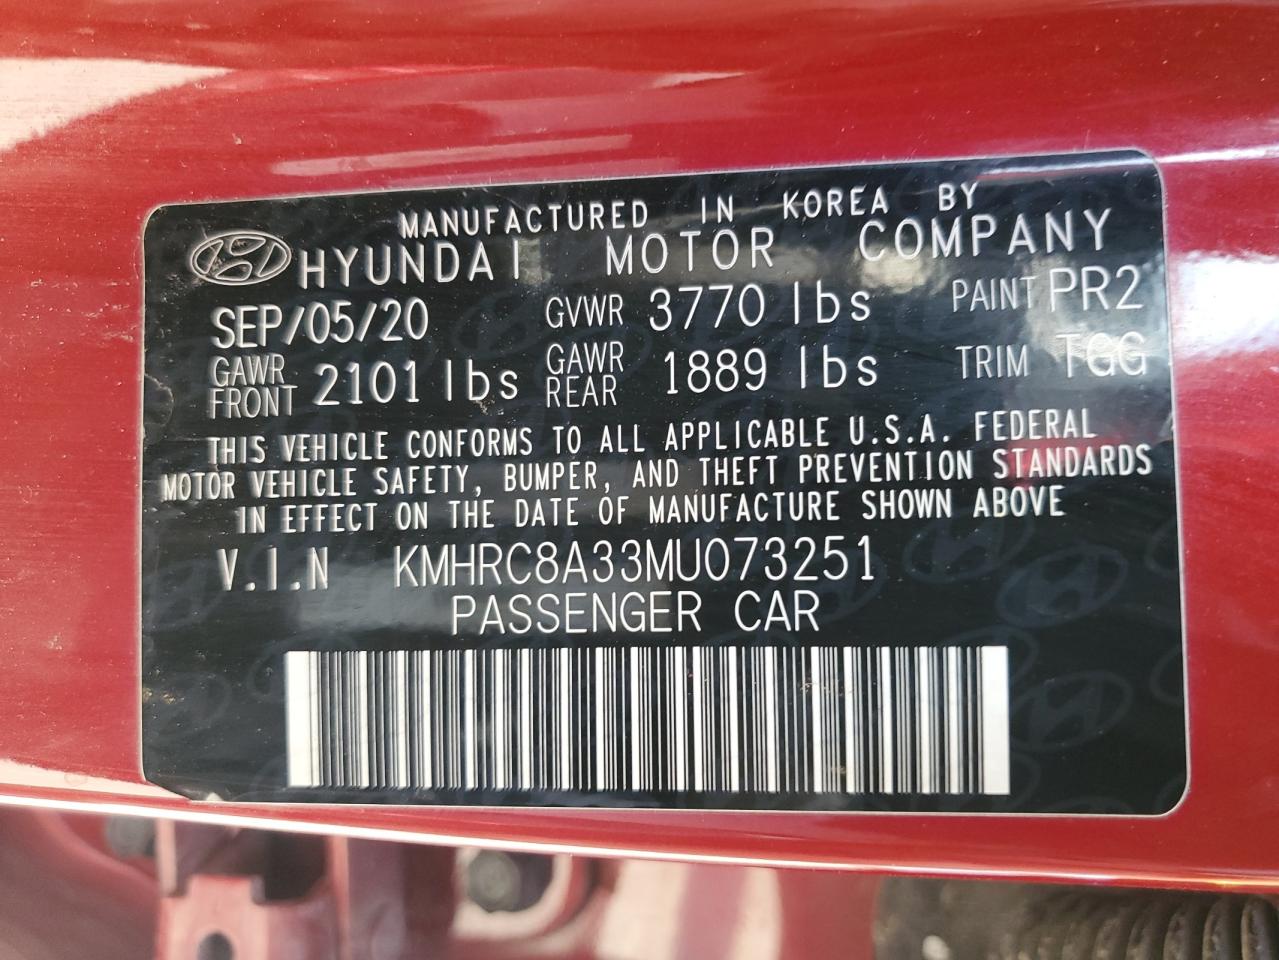 MANUFACTURED IN KOREA BY
HYUNDAI MOTOR COMPANY
SEP/05/20 GVWR 3770 lbs PAINT PR2
GAWR FRONT 2101 lbs GAWR REAR 1889 lbs TRIM TGG
THIS VEHICLE CONFORMS TO ALL APPLICABLE U.S.A. FEDERAL
MOTOR VEHICLE SAFETY, BUMPER, AND THEFT PREVENTION STANDARDS
IN EFFECT ON THE DATE OF MANUFACTURE SHOWN ABOVE
V.I.N KMHRC8A33MU073251
PASSENGER CAR